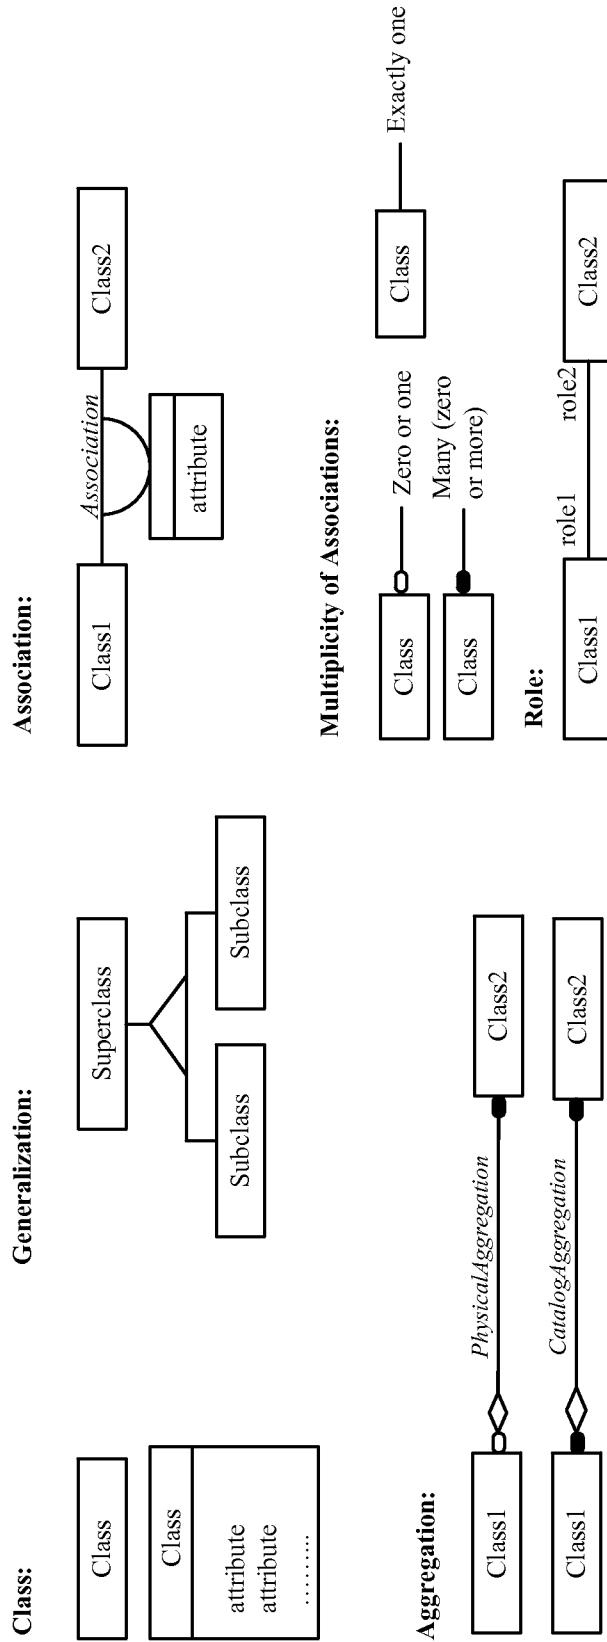 Class:
Class
Class
attribute
attribute
........
Generalization:
Superclass
Subclass
Subclass
Association:
Class1
Association
Class2
attribute
Aggregation:
Class1
PhysicalAggregation
Class2
Class1
CatalogAggregation
Class2
Multiplicity of Associations:
Class
Zero or one
Class
Many (zero
or more)
Class
Exactly one
Role:
Class1
role1
role2
Class2